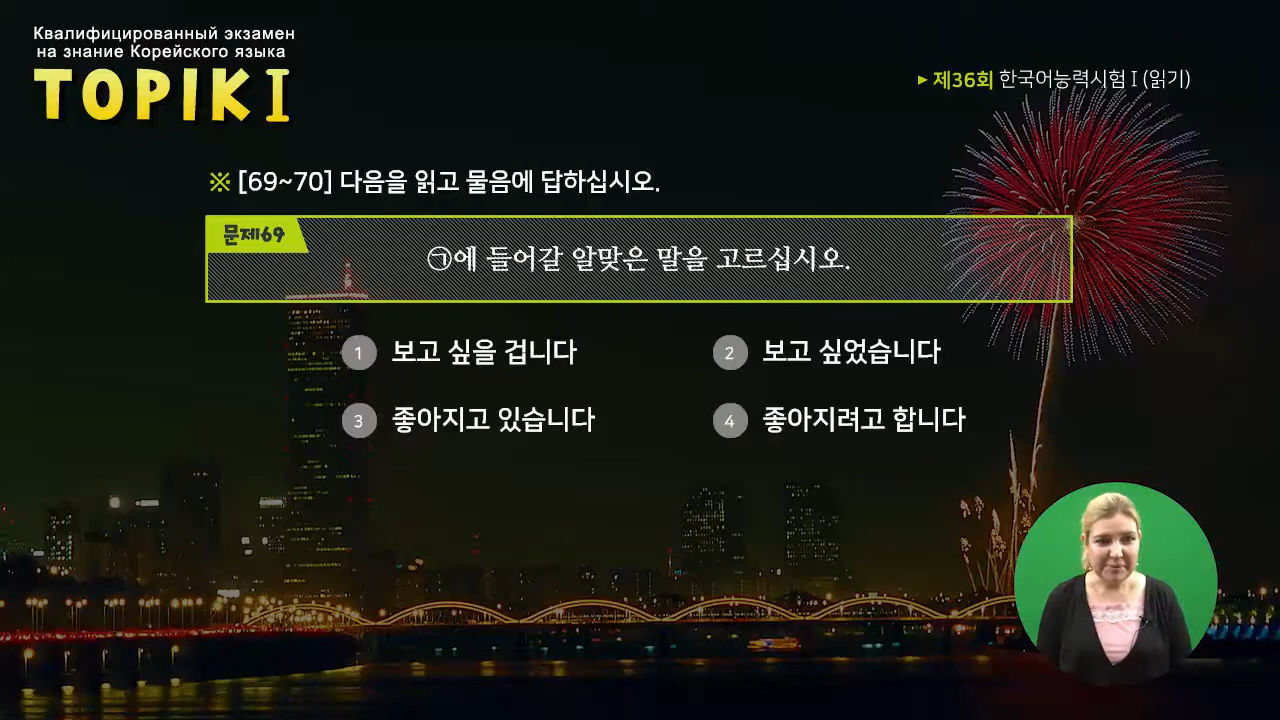 Квалифицированный экзамен
на знание Корейского языка
TOPIK I
▶ 제36회 한국어능력시험 I (읽기)
※ [69~70] 다음을 읽고 물음에 답하십시오.
문제69
㉠에 들어갈 알맞은 말을 고르십시오.
1 보고 싶을 겁니다
2 보고 싶었습니다
3 좋아지고 있습니다
4 좋아지려고 합니다